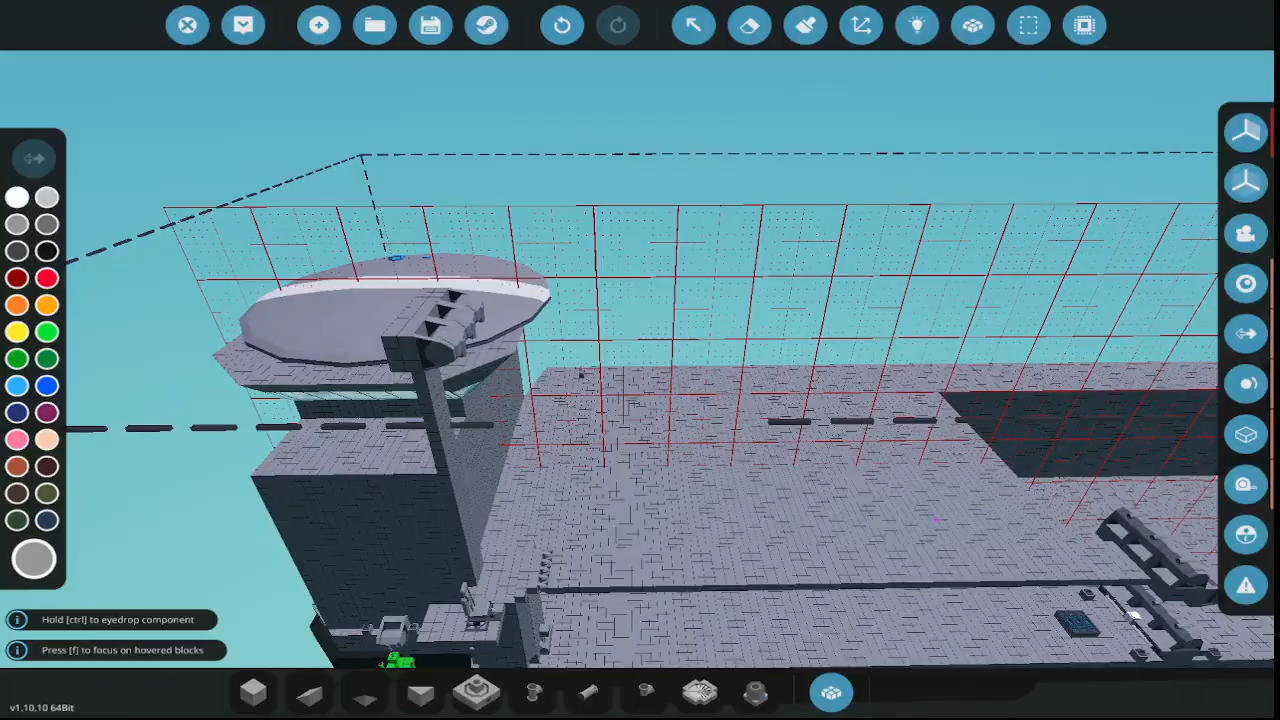 Hold [ctrl] to eyedrop component
Press [f] to focus on hovered blocks
v1.10.10 64Bit